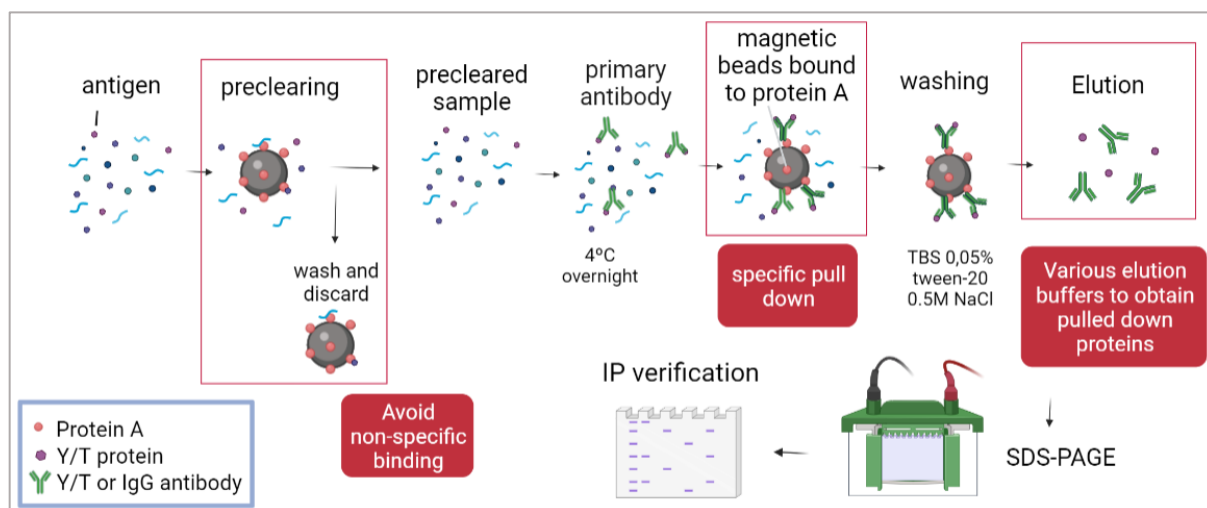 antigen
preclearing
wash and
discard
Avoid
non-specific
binding
precleared
sample
primary
antibody
4ºC
overnight
magnetic
beads bound
to protein A
specific pull
down
washing
TBS 0,05%
tween-20
0.5M NaCl
Elution
Various elution
buffers to obtain
pulled down
proteins
SDS-PAGE
IP verification
Protein A
Y/T protein
Y/T or IgG antibody